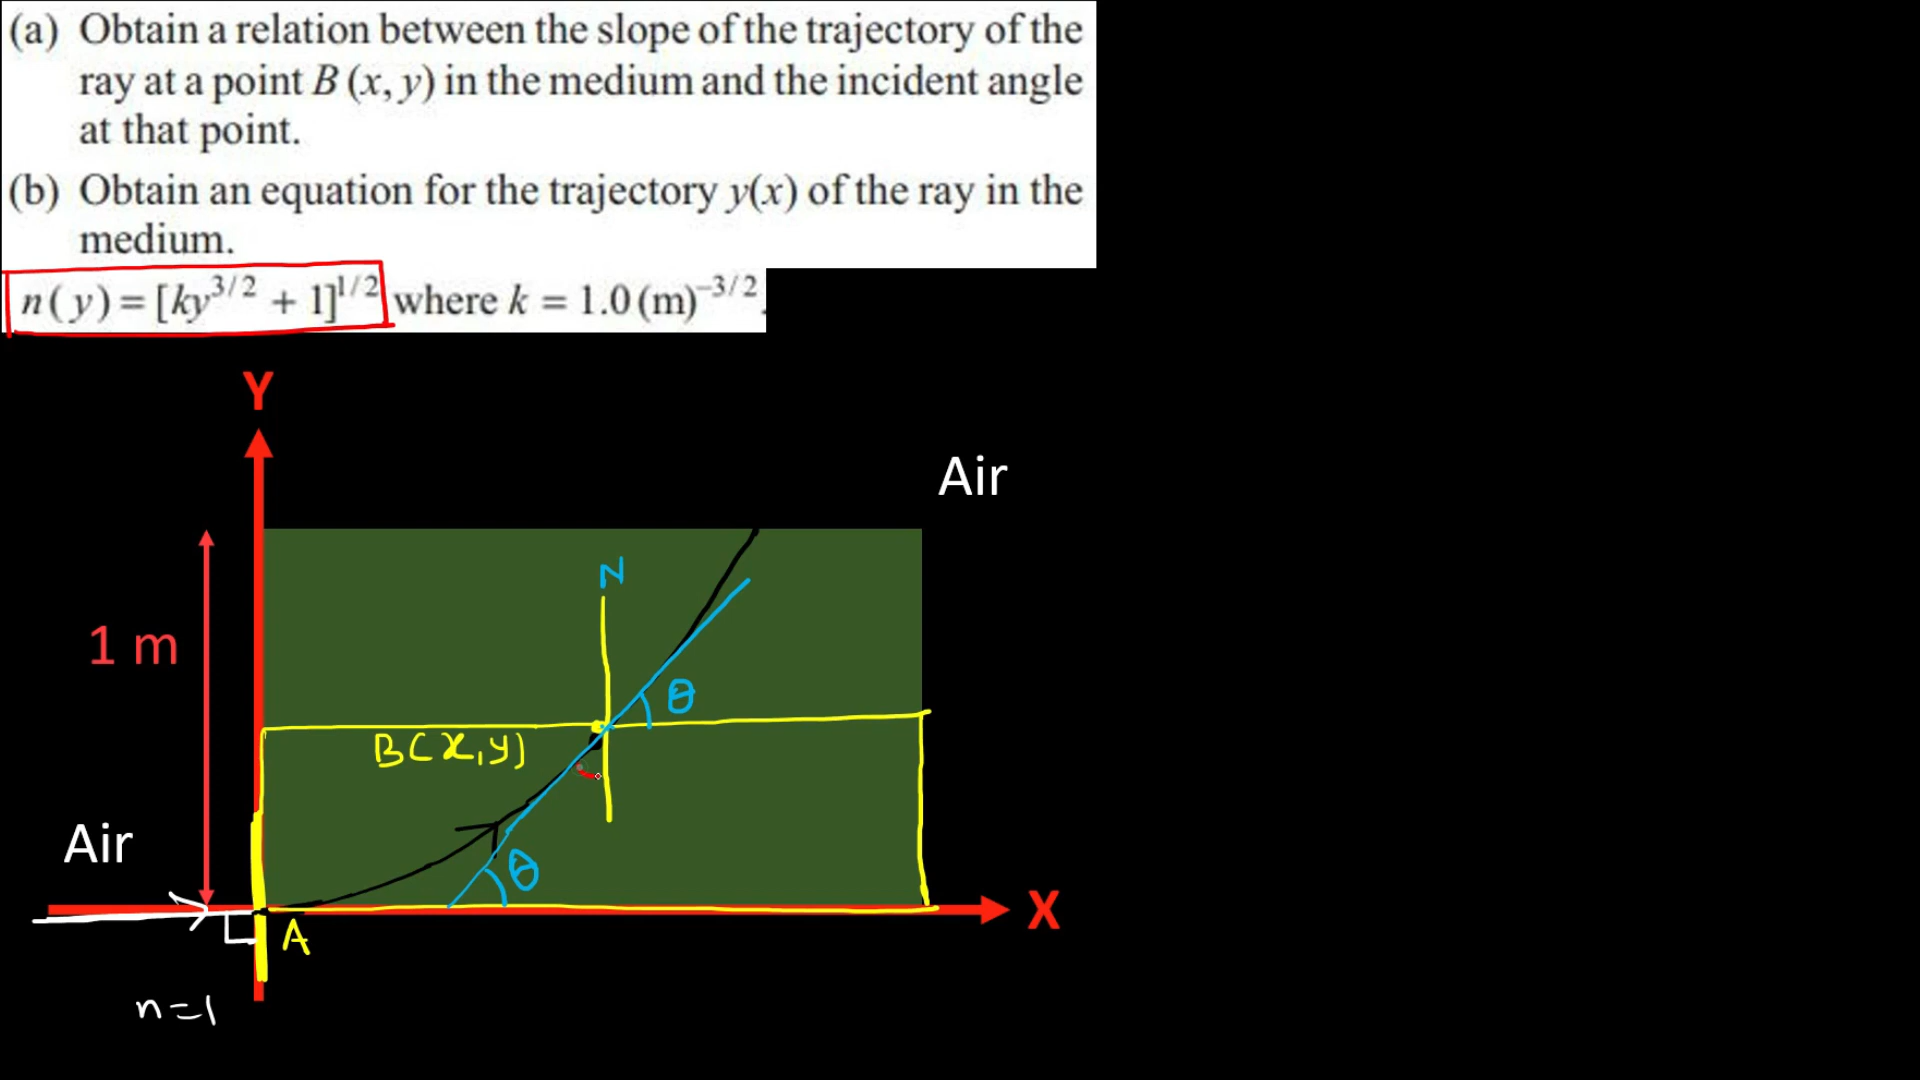 (a) Obtain a relation between the slope of the trajectory of the
ray at a point B (x, y) in the medium and the incident angle
at that point.
(b) Obtain an equation for the trajectory y(x) of the ray in the
medium.
n(y) = [ky^{3/2} + 1]^{1/2} where k = 1.0 (m)^{-3/2}.
Y
Air
N
1 m
θ
B(x,y)
Air
θ
X
A
n=1